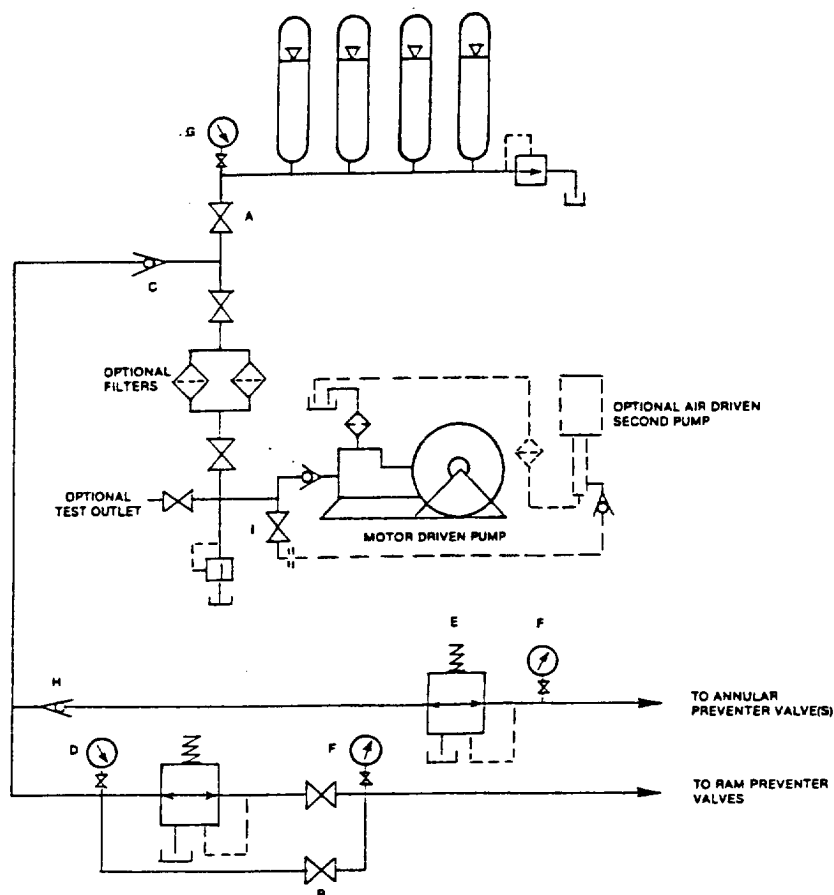 G
A
C
OPTIONAL
FILTERS
OPTIONAL AIR DRIVEN
SECOND PUMP
OPTIONAL
TEST OUTLET
I
MOTOR DRIVEN PUMP
E
F
H
TO ANNULAR
PREVENTER VALVE(S)
D
F
TO RAM PREVENTER
VALVES